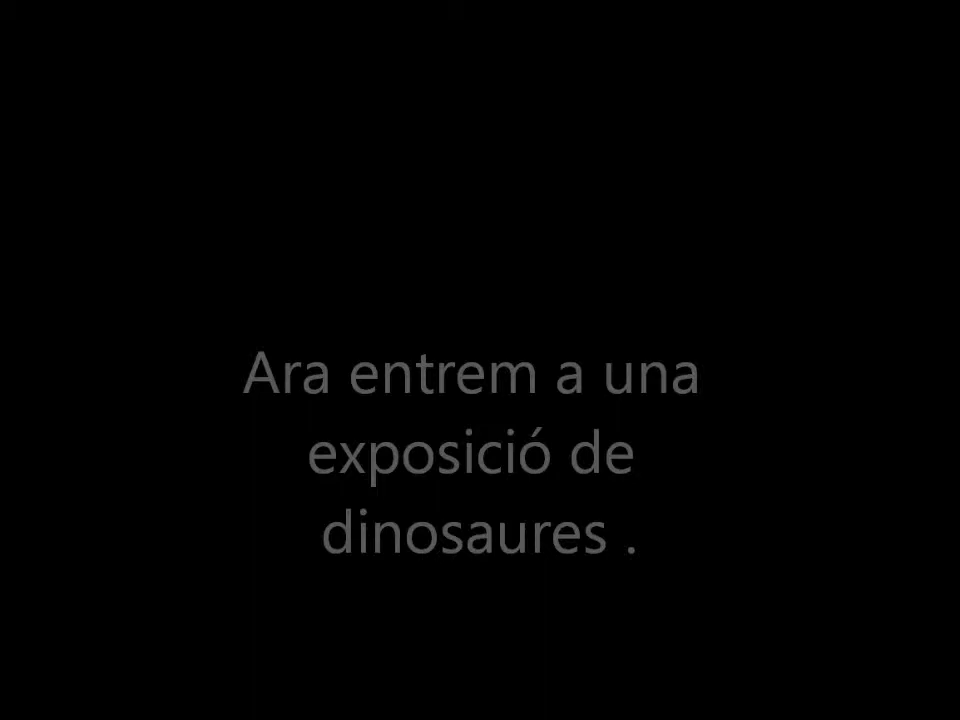 Ara entrem a una
exposició de
dinosaures .